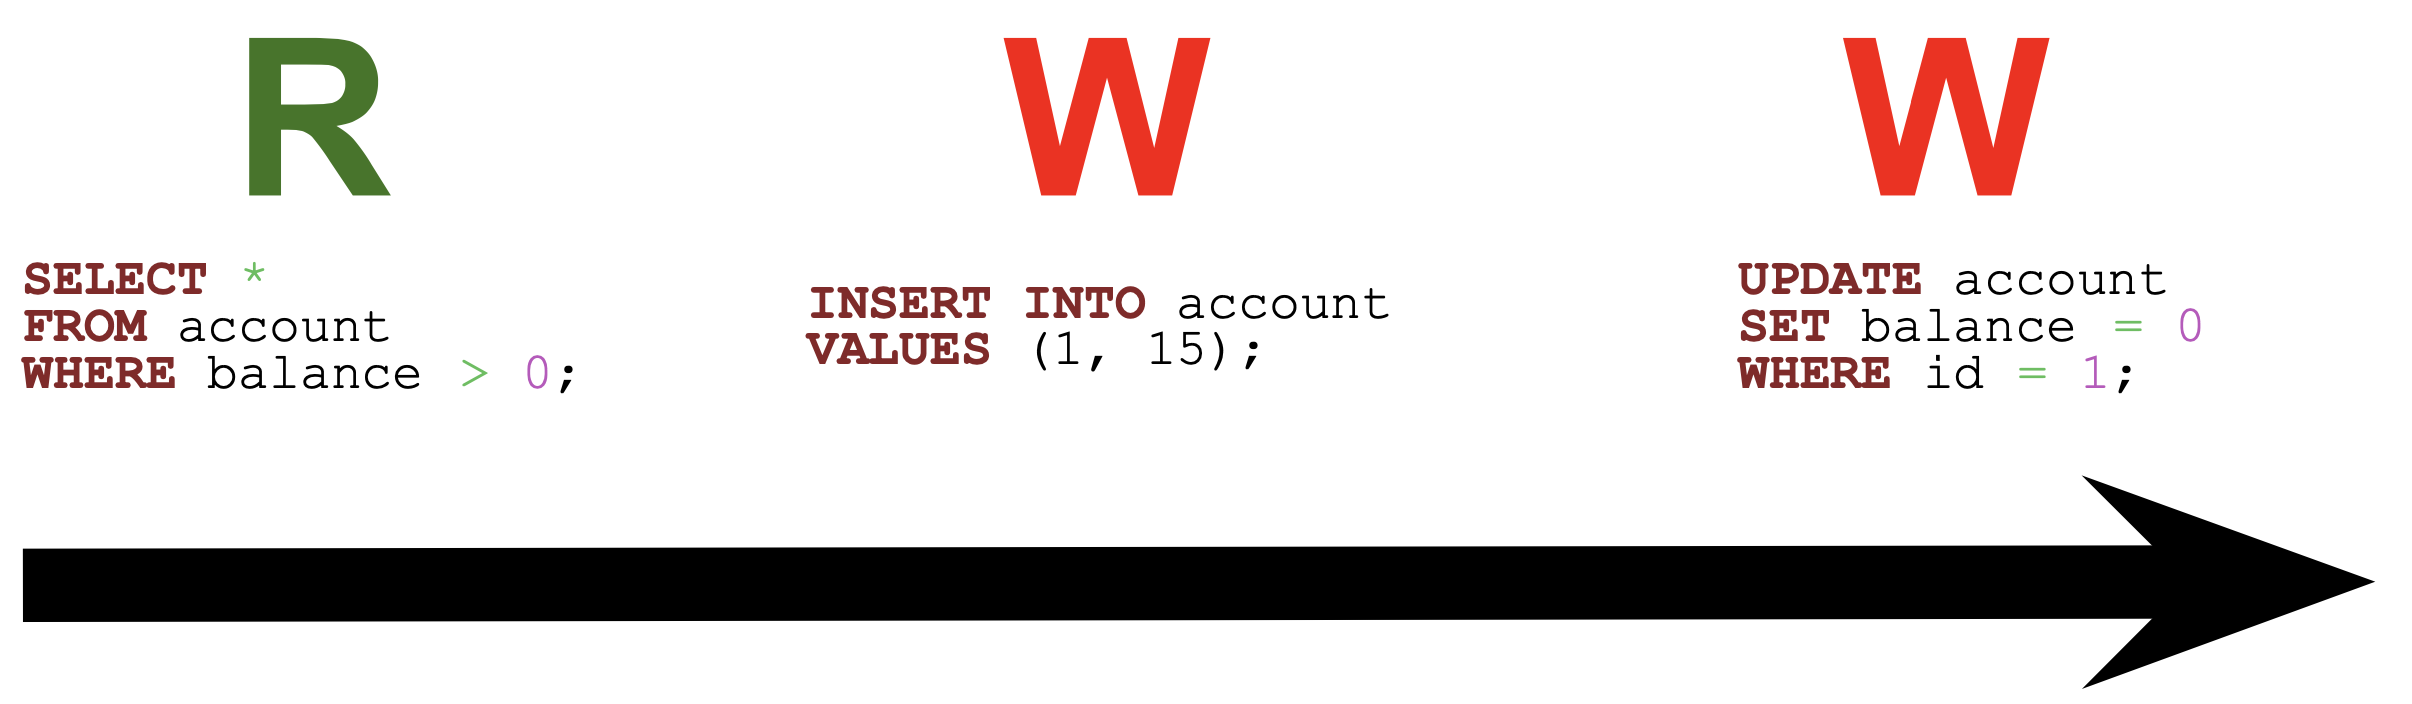 R
SELECT *
FROM account
WHERE balance > 0;
W
INSERT INTO account
VALUES (1, 15);
W
UPDATE account
SET balance = 0
WHERE id = 1;